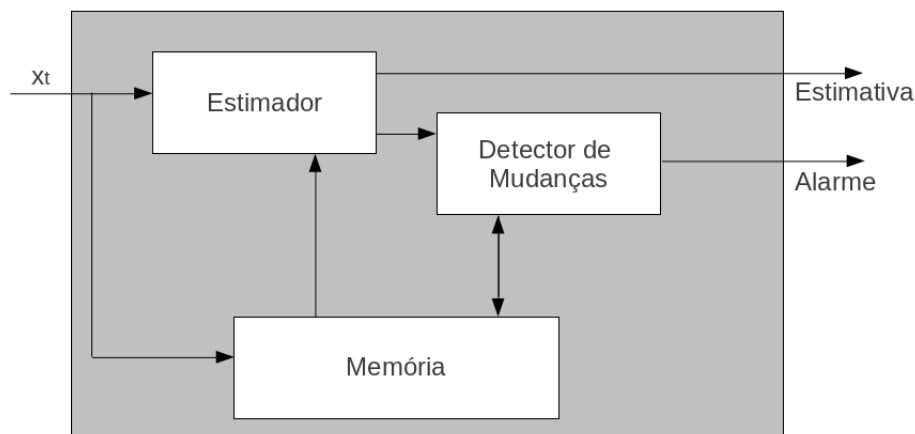 xt
Estimador
Estimativa
Detector de
Mudanças
Alarme
Memória